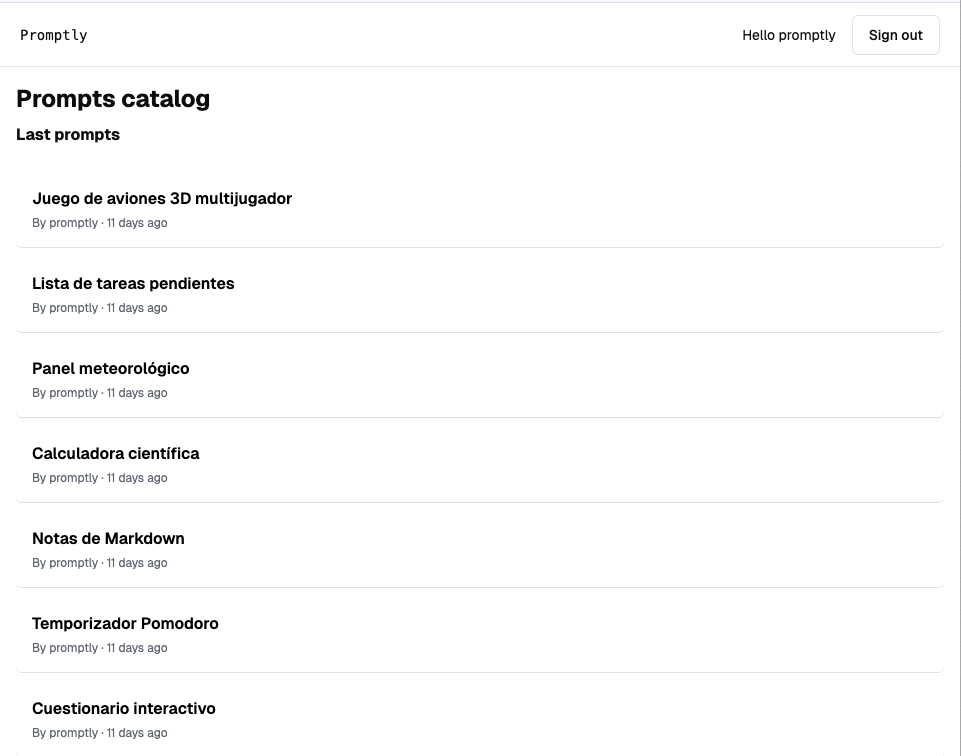 Promptly
Hello promptly
Sign out
Prompts catalog
Last prompts
Juego de aviones 3D multijugador
By promptly · 11 days ago
Lista de tareas pendientes
By promptly · 11 days ago
Panel meteorológico
By promptly · 11 days ago
Calculadora científica
By promptly · 11 days ago
Notas de Markdown
By promptly · 11 days ago
Temporizador Pomodoro
By promptly · 11 days ago
Cuestionario interactivo
By promptly · 11 days ago